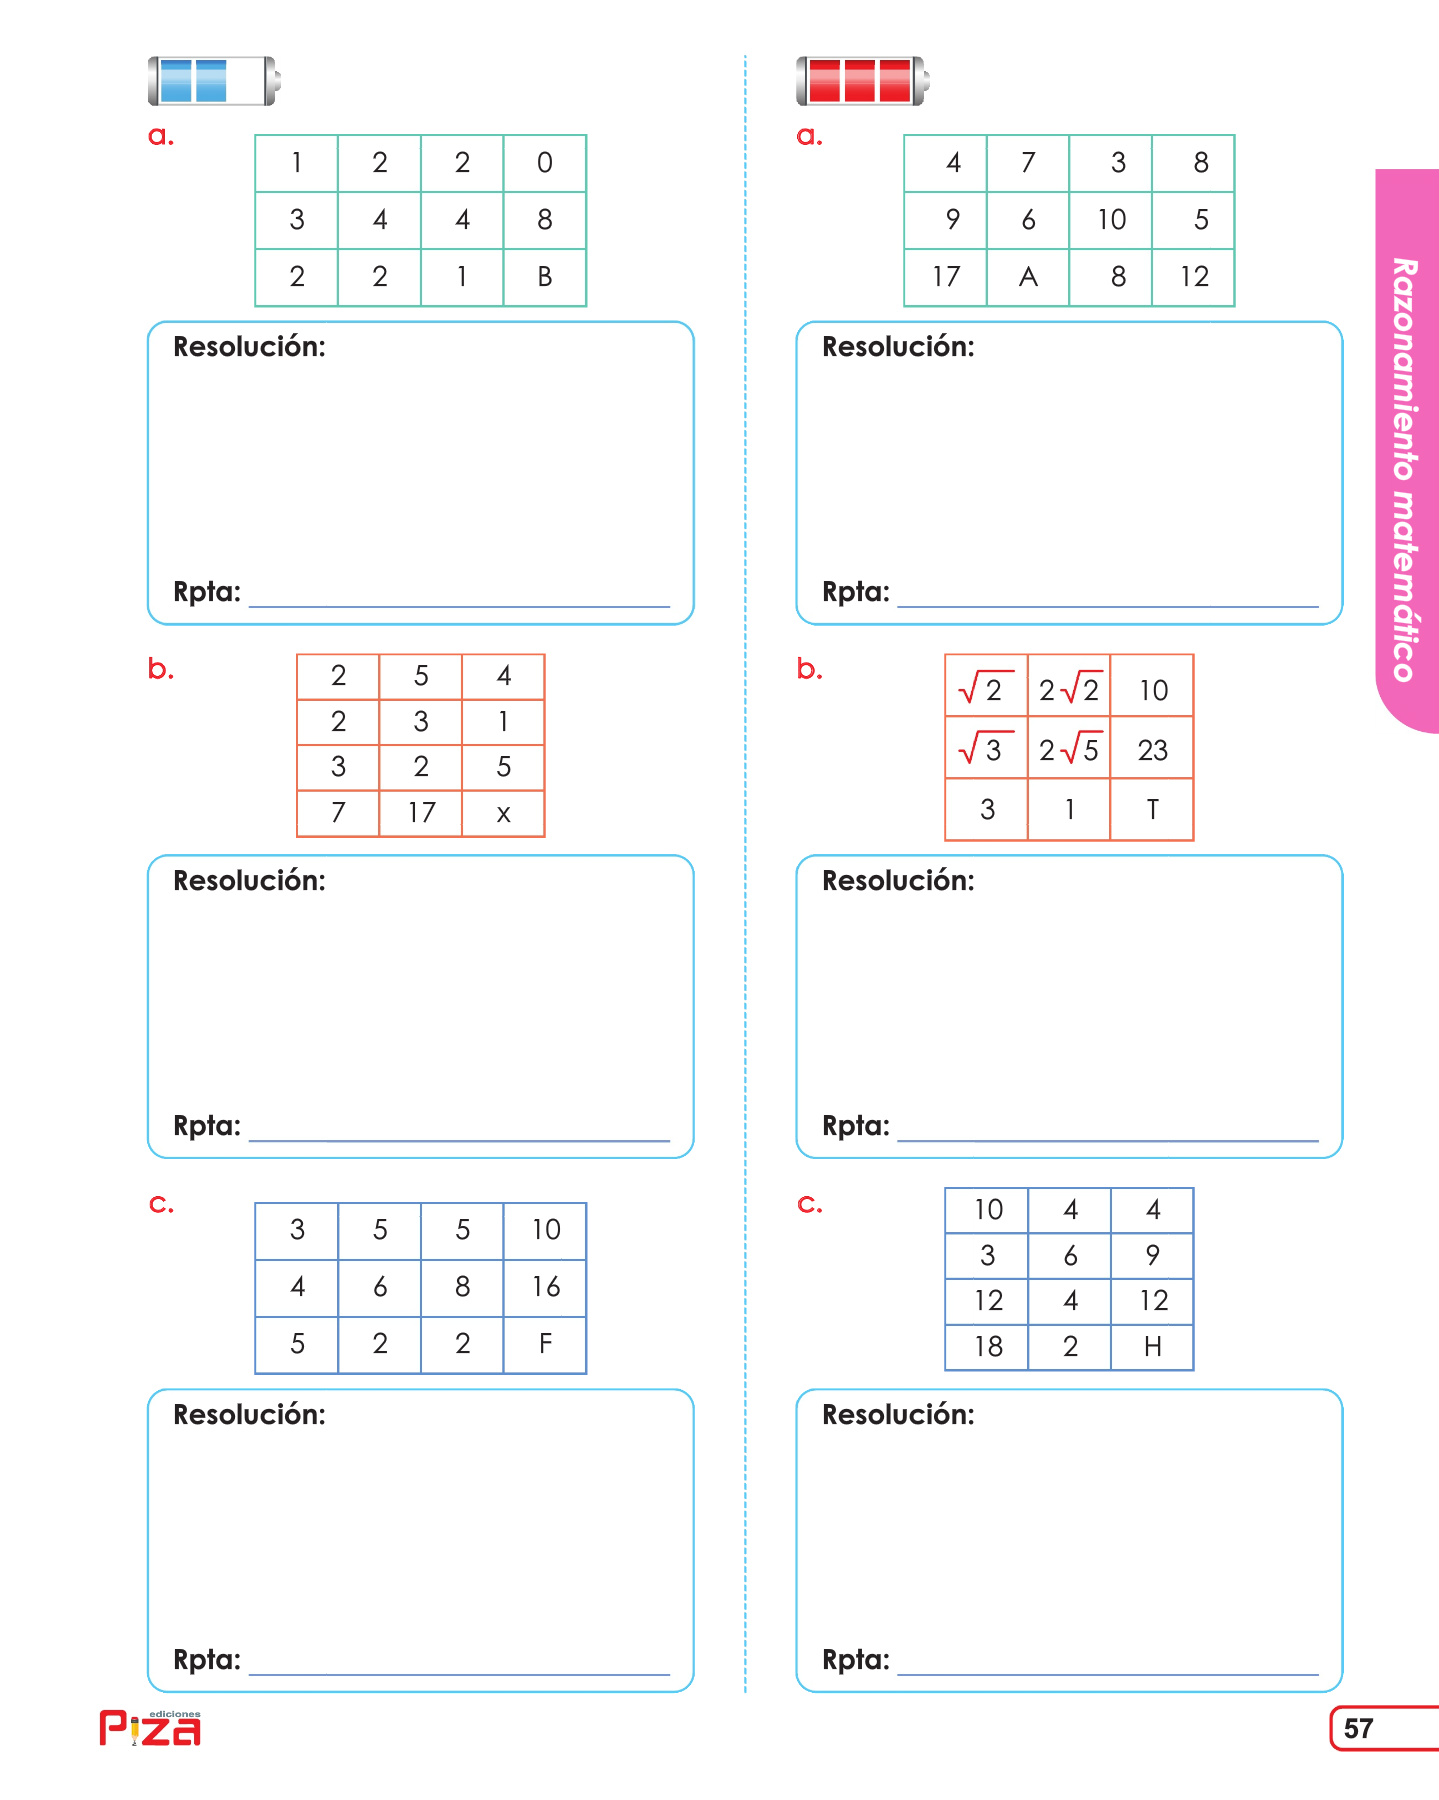 a.
1 2 2 0
3 4 4 8
2 2 1 B
Resolución:
Rpta:
b.
2 5 4
2 3 1
3 2 5
7 17 x
Resolución:
Rpta:
c.
3 5 5 10
4 6 8 16
5 2 2 F
Resolución:
Rpta:
a.
4 7 3 8
9 6 10 5
17 A 8 12
Resolución:
Rpta:
b.
√2 2√2 10
√3 2√5 23
3 1 T
Resolución:
Rpta:
c.
10 4 4
3 6 9
12 4 12
18 2 H
Resolución:
Rpta:
Razonamiento matemático
ediciones
Piza
57